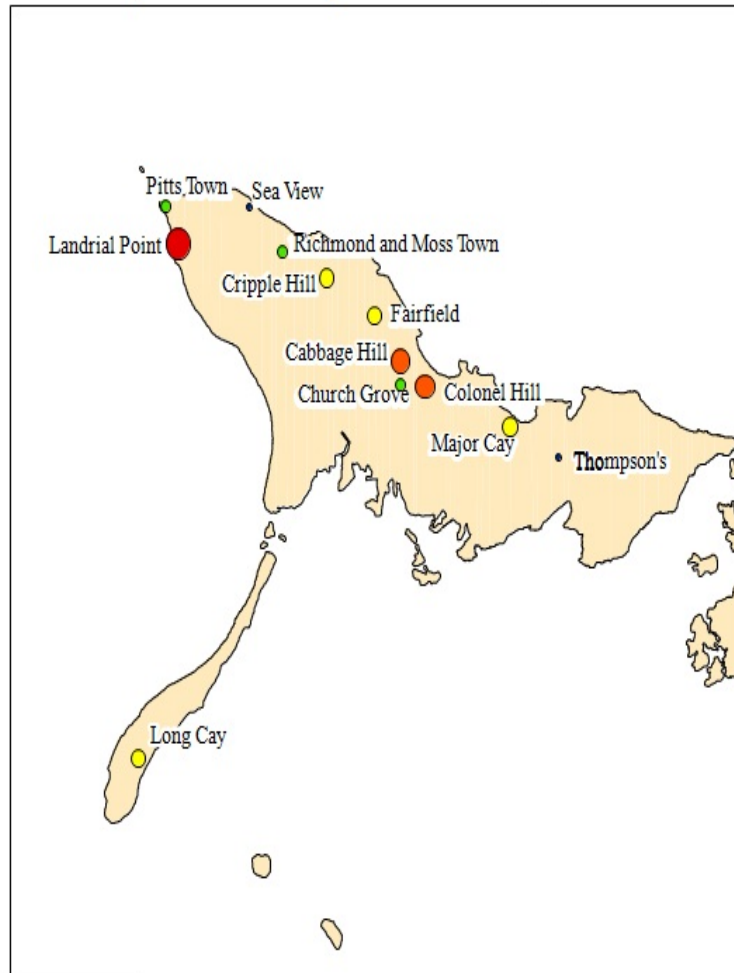 Pitts Town
Sea View
Landrial Point
Richmond and Moss Town
Cripple Hill
Fairfield
Cabbage Hill
Church Grove
Colonel Hill
Major Cay
Thompson's
Long Cay